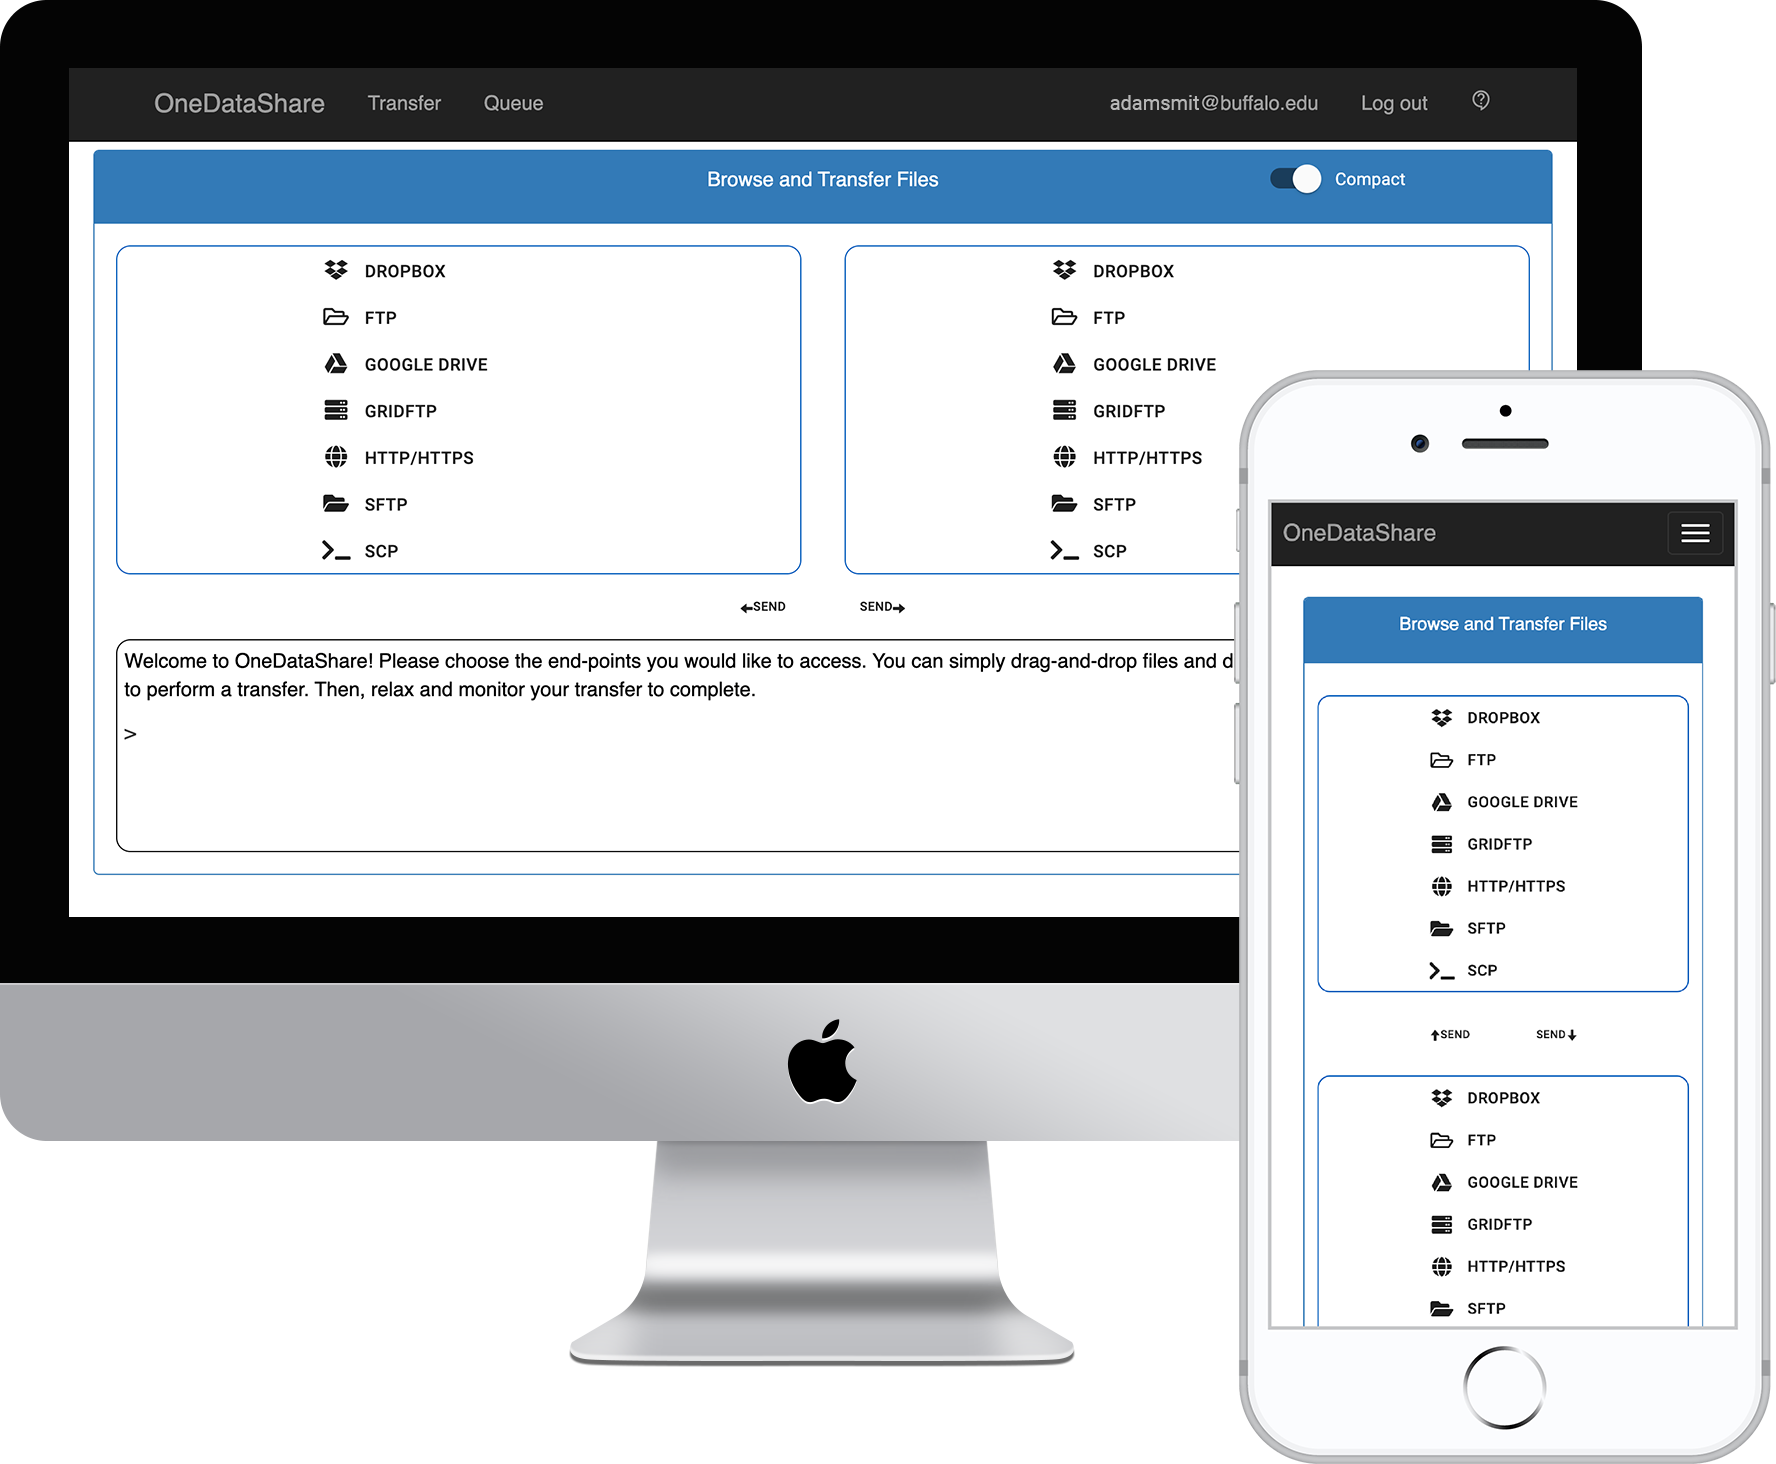 OneDataShare Transfer Queue adamsmit@buffalo.edu Log out
Browse and Transfer Files Compact
DROPBOX
FTP
GOOGLE DRIVE
GRIDFTP
HTTP/HTTPS
SFTP
SCP
DROPBOX
FTP
GOOGLE DRIVE
GRIDFTP
HTTP/HTTPS
SFTP
SCP
SEND SEND
Welcome to OneDataShare! Please choose the end-points you would like to access. You can simply drag-and-drop files and d
to perform a transfer. Then, relax and monitor your transfer to complete.
>
OneDataShare
Browse and Transfer Files
DROPBOX
FTP
GOOGLE DRIVE
GRIDFTP
HTTP/HTTPS
SFTP
SCP
SEND SEND
DROPBOX
FTP
GOOGLE DRIVE
GRIDFTP
HTTP/HTTPS
SFTP